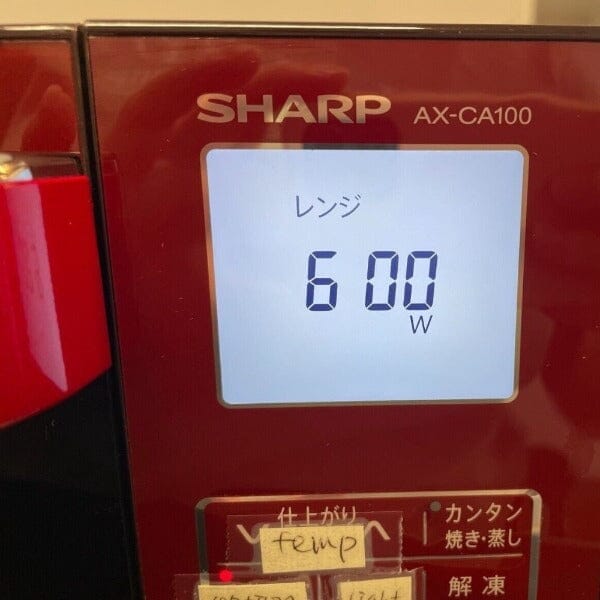 SHARP AX-CA100
レンジ
600
W
仕上がり
temp
カンタン
焼き・蒸し
light
解凍